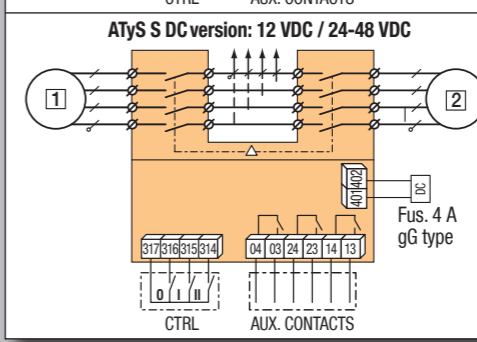 CTRL AUX. CONTACTS
ATyS S DC version: 12 VDC / 24-48 VDC
1 2
402
401
DC
Fus. 4 A
gG type
317 316 315 314 04 03 24 23 14 13
0 I II
CTRL AUX. CONTACTS